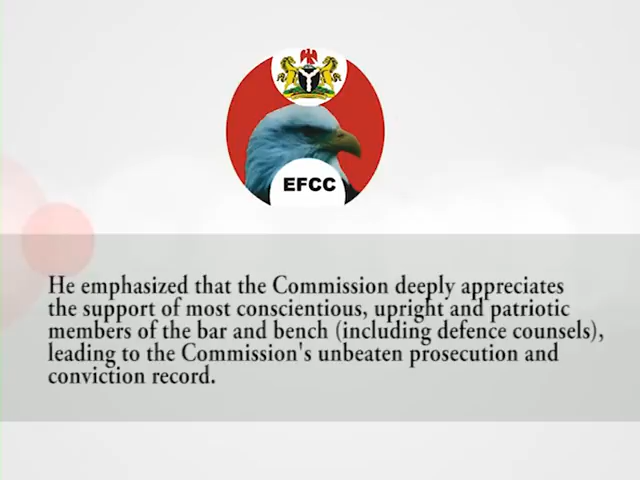 EFCC
He emphasized that the Commission deeply appreciates
the support of most conscientious, upright and patriotic
members of the bar and bench (including defence counsels),
leading to the Commission's unbeaten prosecution and
conviction record.